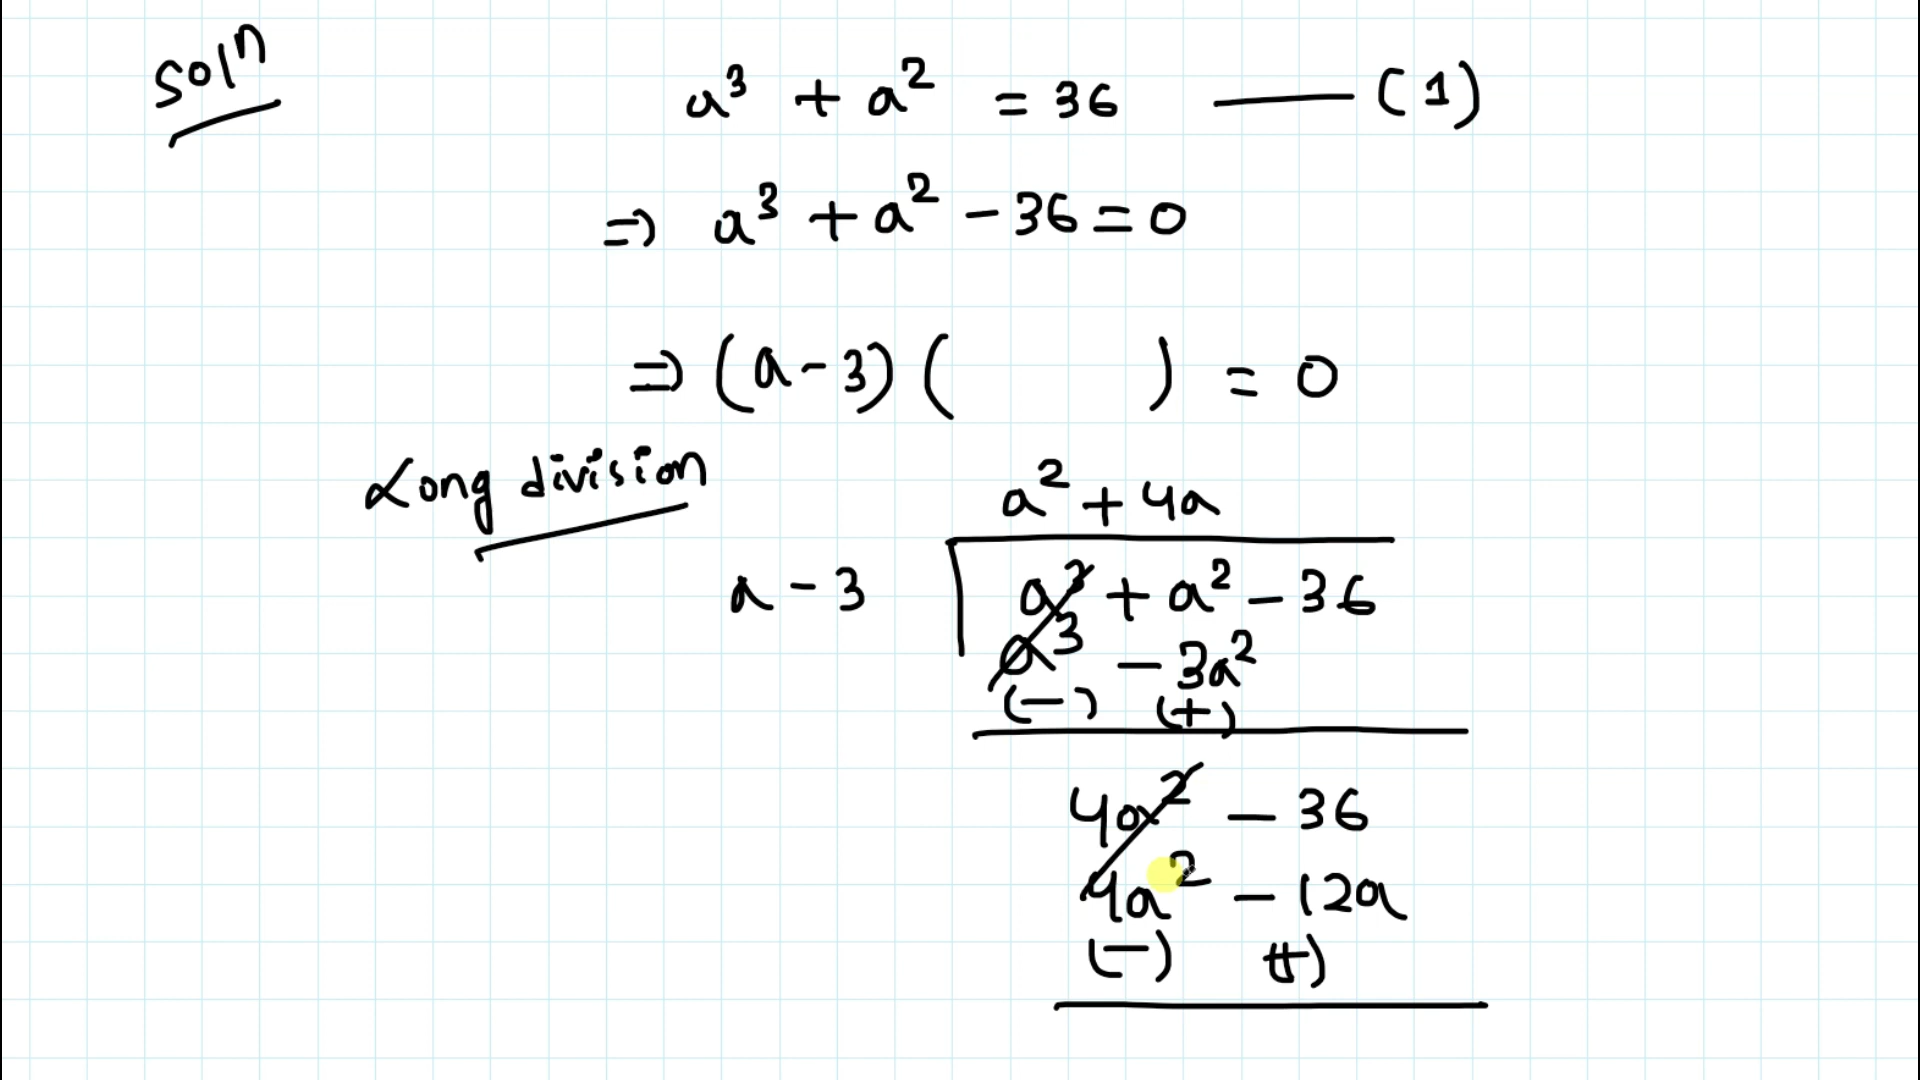 solⁿ
a³ + a² = 36 —— (1)
=> a³ + a² - 36 = 0
=> (a - 3) (      ) = 0
Long division
a² + 4a
a - 3 a³ + a² - 36
a³ - 3a²
(-) (+)
4a² - 36
4a² - 12a
(-) (+)